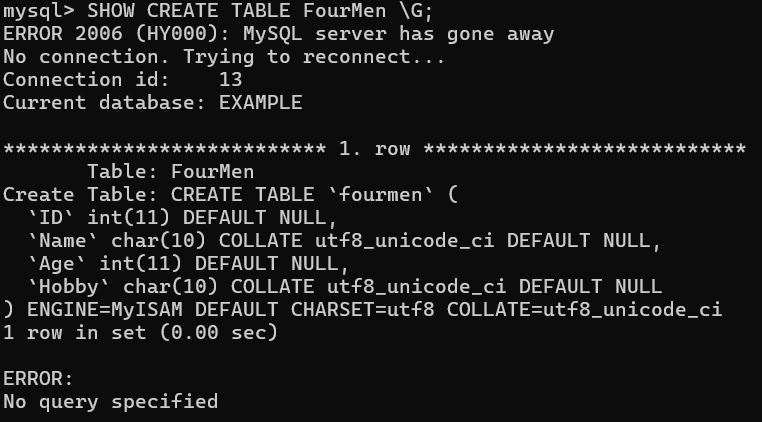 mysql> SHOW CREATE TABLE FourMen \G;
ERROR 2006 (HY000): MySQL server has gone away
No connection. Trying to reconnect...
Connection id:    13
Current database: EXAMPLE

*************************** 1. row ***************************
       Table: FourMen
Create Table: CREATE TABLE `fourmen` (
  `ID` int(11) DEFAULT NULL,
  `Name` char(10) COLLATE utf8_unicode_ci DEFAULT NULL,
  `Age` int(11) DEFAULT NULL,
  `Hobby` char(10) COLLATE utf8_unicode_ci DEFAULT NULL
) ENGINE=MyISAM DEFAULT CHARSET=utf8 COLLATE=utf8_unicode_ci
1 row in set (0.00 sec)

ERROR:
No query specified